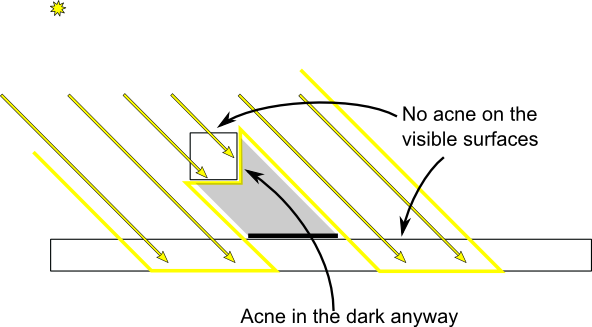 No acne on the
visible surfaces
Acne in the dark anyway